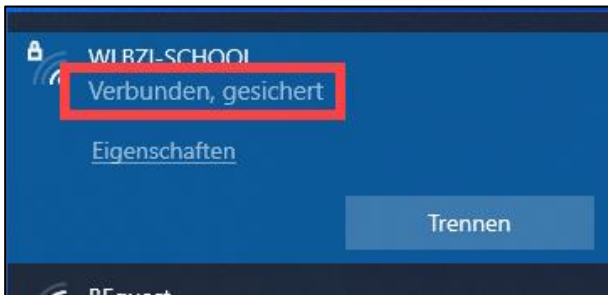 WLBZI-SCHOOL
Verbunden, gesichert
Eigenschaften
Trennen